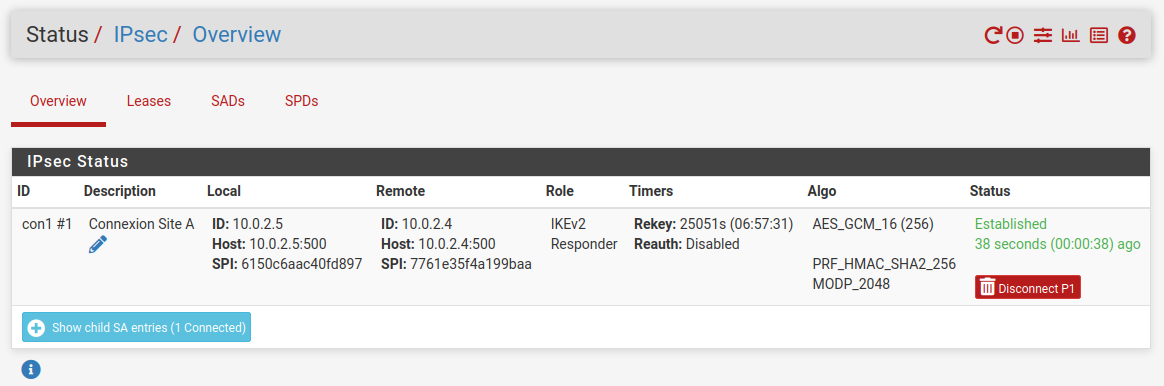 Status / IPsec / Overview
Overview Leases SADs SPDs
IPsec Status
ID Description Local Remote Role Timers Algo Status
con1 #1 Connexion Site A ID: 10.0.2.5 ID: 10.0.2.4 IKEv2 Rekey: 25051s (06:57:31) AES_GCM_16 (256) Established
Host: 10.0.2.5:500 Host: 10.0.2.4:500 Responder Reauth: Disabled 38 seconds (00:00:38) ago
SPI: 6150c6aac40fd897 SPI: 7761e35f4a199baa PRF_HMAC_SHA2_256
MODP_2048 Disconnect P1
Show child SA entries (1 Connected)